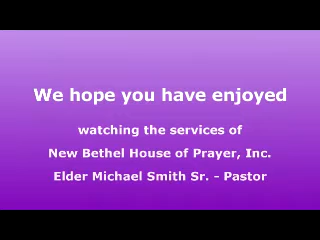 We hope you have enjoyed
watching the services of
New Bethel House of Prayer, Inc.
Elder Michael Smith Sr. - Pastor